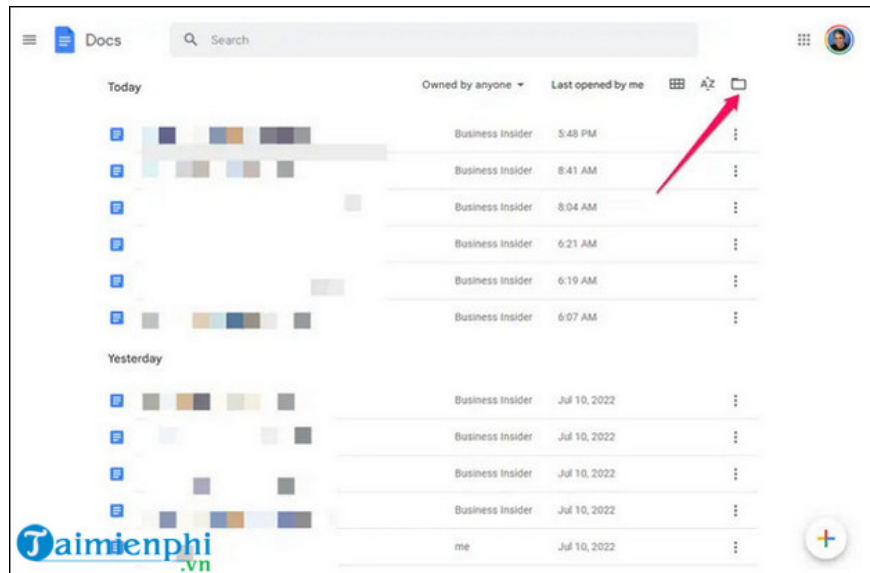 Docs Search
Today Owned by anyone Last opened by me AZ
Business Insider 5:48 PM
Business Insider 8:41 AM
Business Insider 8:04 AM
Business Insider 6:21 AM
Business Insider 6:19 AM
Business Insider 6:07 AM
Yesterday
Business Insider Jul 10, 2022
Business Insider Jul 10, 2022
Business Insider Jul 10, 2022
Business Insider Jul 10, 2022
me Jul 10, 2022
Taimienphi
.vn